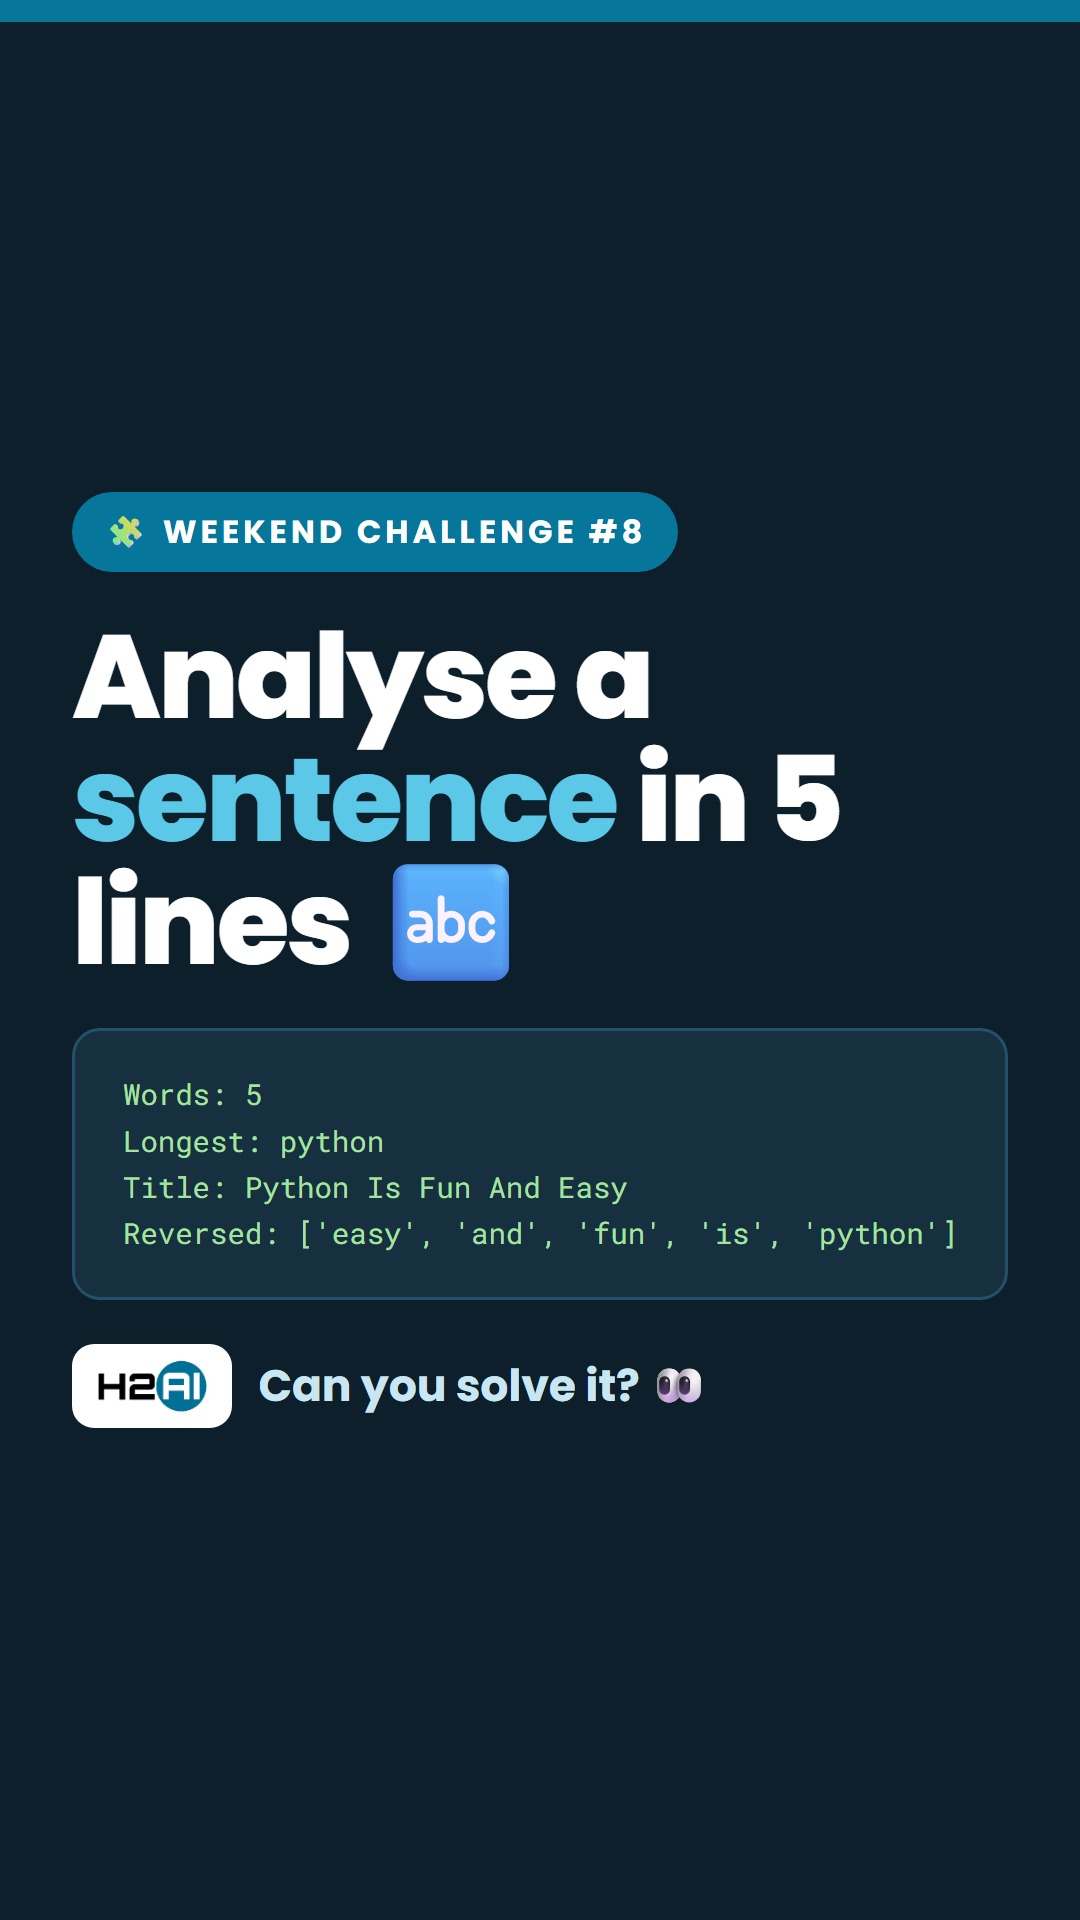 🧩 WEEKEND CHALLENGE #8
Analyse a
sentence in 5
lines 🔤
Words: 5
Longest: python
Title: Python Is Fun And Easy
Reversed: ['easy', 'and', 'fun', 'is', 'python']
H2AI
Can you solve it? 👀